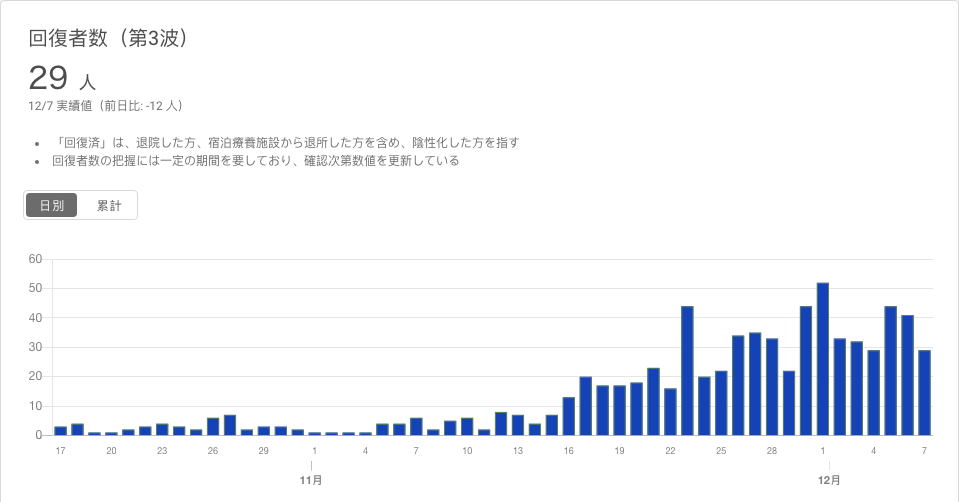 回復者数（第3波）
29 人
12/7 実績値（前日比: -12 人）
「回復済」は、退院した方、宿泊療養施設から退所した方を含め、陰性化した方を指す
回復者数の把握には一定の期間を要しており、確認次第数値を更新している
日別 累計
60
50
40
30
20
10
0
17 20 23 26 29 1 4 7 10 13 16 19 22 25 28 1 4 7
11月 12月